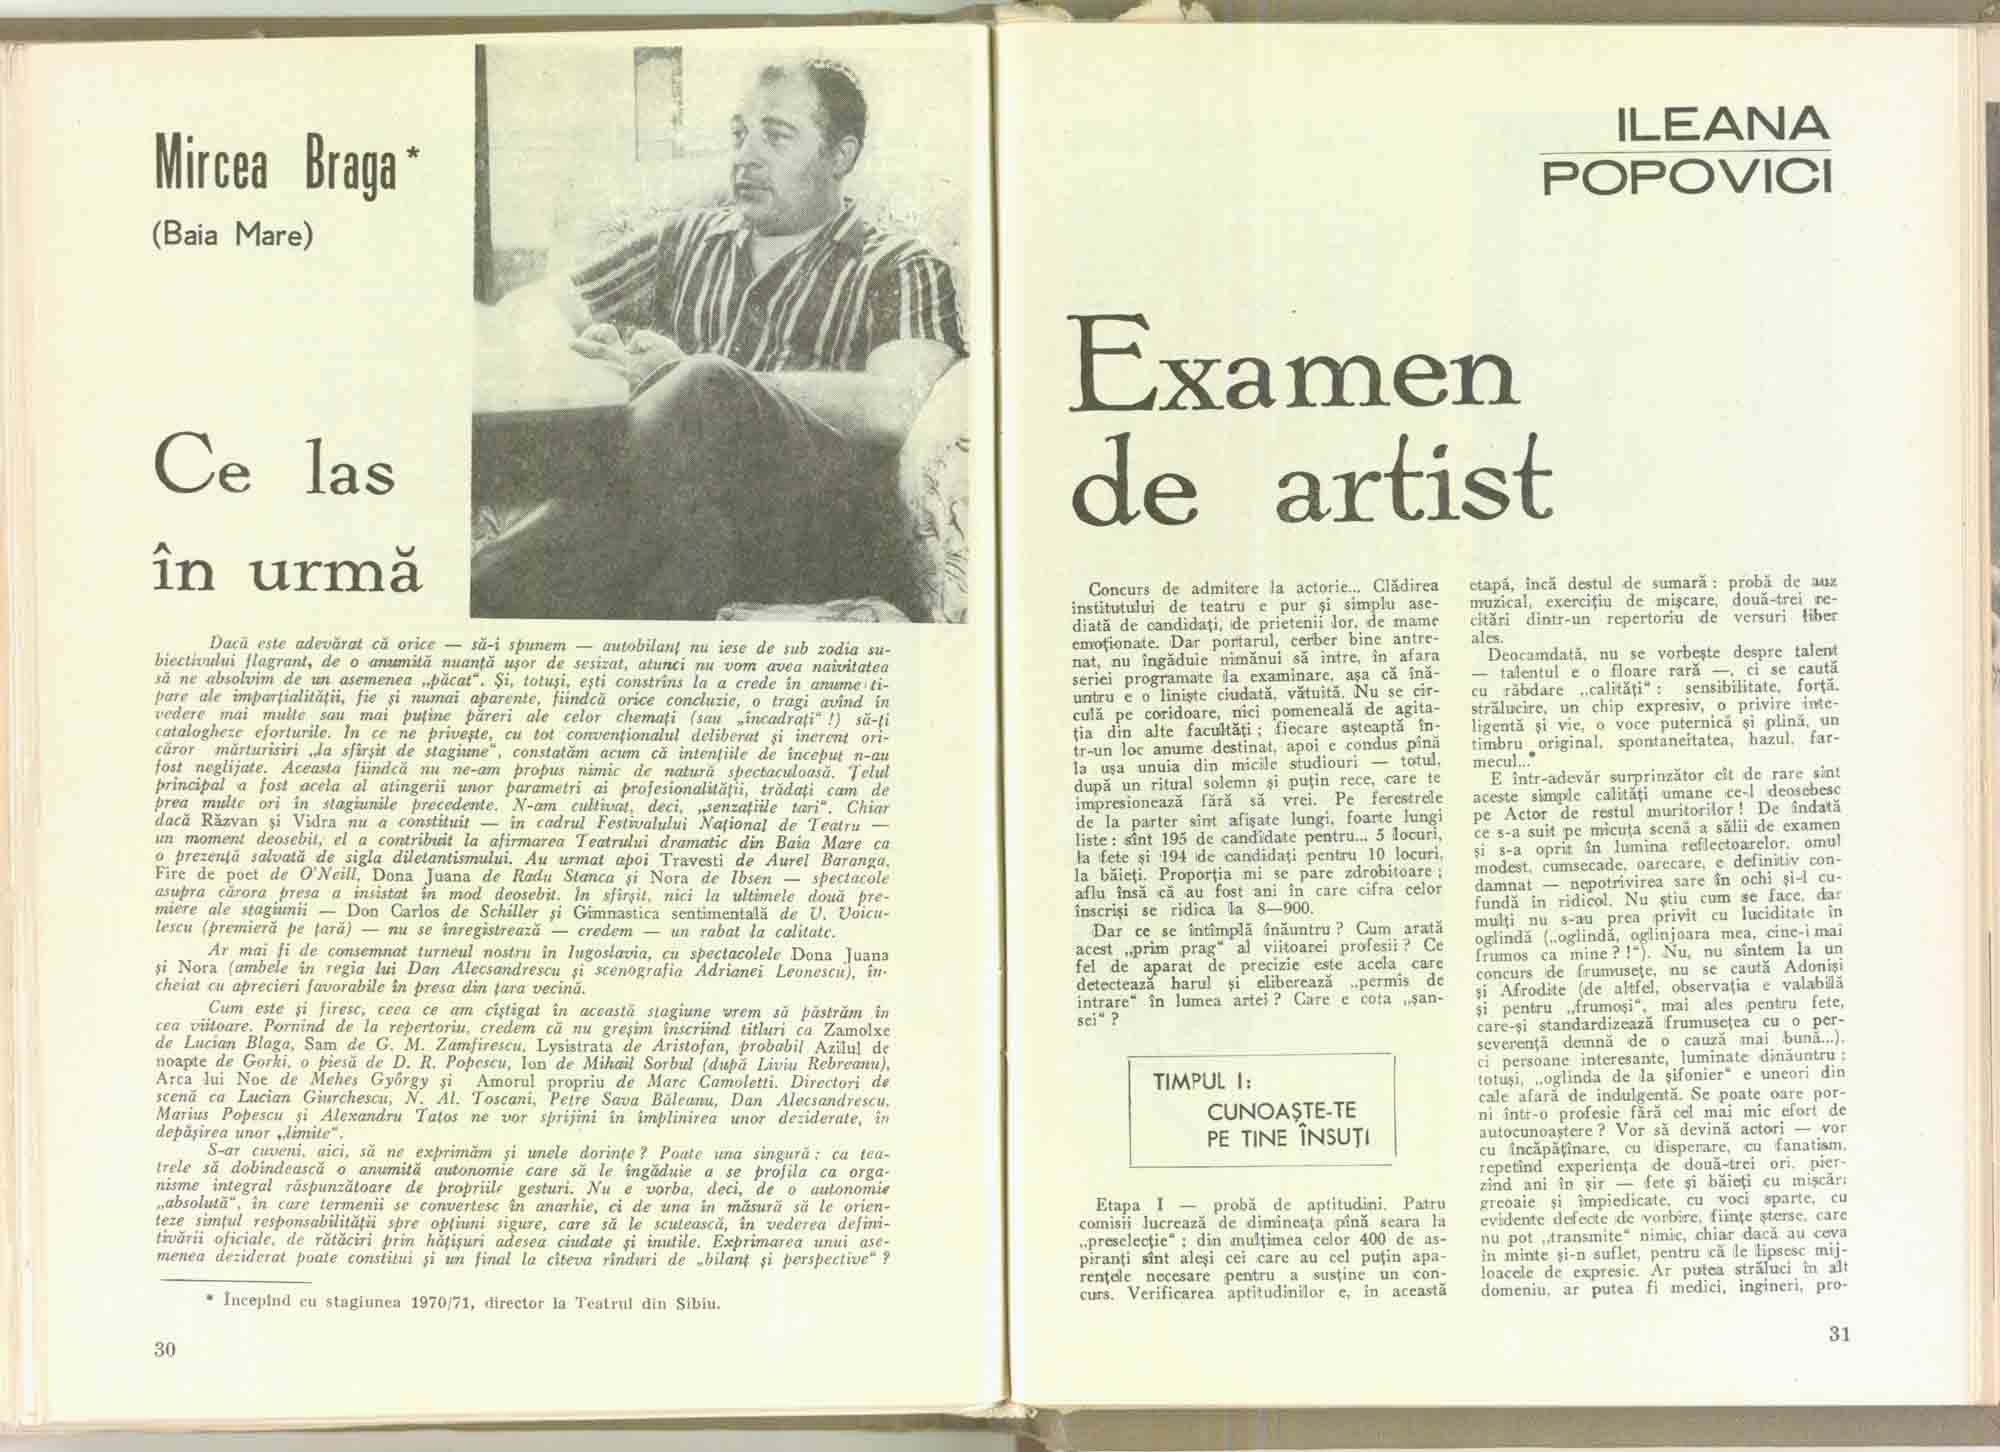 Mircea Braga*
(Baia Mare)
Ce las
în urmă
Dacă este adevărat că orice — să-i spunem — autobilanț nu iese de sub zodia su-
biectivului flagrant, de o anumită nuanță ușor de sesizat, atunci nu vom avea naivitatea
să ne absolvim de un asemenea „păcat“. Și, totuși, ești constrîns la a crede în anume ti-
pare ale imparțialității, fie și numai aparente, fiindcă orice concluzie, o tragi avînd în
vedere mai multe sau mai puține păreri ale celor chemați (sau „încadrați“ !) să-ți
catalogheze eforturile. In ce ne privește, cu tot convenționalul deliberat și inerent ori-
căror mărturisiri „la sfîrșit de stagiune“, constatăm acum că intențiile de început n-au
fost neglijate. Aceasta fiindcă nu ne-am propus nimic de natură spectaculoasă. Țelul
principal a fost acela al atingerii unor parametri ai profesionalității, trădați cam de
prea multe ori în stagiunile precedente. N-am cultivat, deci, „senzațiile tari“. Chiar
dacă Răzvan și Vidra nu a constituit — în cadrul Festivalului Național de Teatru —
un moment deosebit, el a contribuit la afirmarea Teatrului dramatic din Baia Mare ca
o prezență salvată de sigla diletantismului. Au urmat apoi Travesti de Aurel Baranga,
Fire de poet de O'Neill, Dona Juana de Radu Stanca și Nora de Ibsen — spectacole
asupra cărora presa a insistat în mod deosebit. In sfîrșit, nici la ultimele două pre-
miere ale stagiunii — Don Carlos de Schiller și Gimnastica sentimentală de V. Voicu-
lescu (premieră pe țară) — nu se înregistrează — credem — un rabat la calitate.
Ar mai fi de consemnat turneul nostru în Iugoslavia, cu spectacolele Dona Juana
și Nora (ambele în regia lui Dan Alecsandrescu și scenografia Adrianei Leonescu), în-
cheiat cu aprecieri favorabile în presa din țara vecină.
Cum este și firesc, ceea ce am cîștigat în această stagiune vrem să păstrăm în
cea viitoare. Pornind de la repertoriu, credem că nu greșim înscriind titluri ca Zamolxe
de Lucian Blaga, Sam de G. M. Zamfirescu, Lysistrata de Aristofan, probabil Azilul de
noapte de Gorki, o piesă de D. R. Popescu, Ion de Mihail Sorbul (după Liviu Rebreanu),
Arca lui Noe de Mehes György și Amorul propriu de Marc Camoletti. Directori de
scenă ca Lucian Giurchescu, N. Al. Toscani, Petre Sava Băleanu, Dan Alecsandrescu,
Marius Popescu și Alexandru Tatos ne vor sprijini în împlinirea unor deziderate, în
depășirea unor „limite“.
S-ar cuveni, aici, să ne exprimăm și unele dorințe ? Poate una singură : ca tea-
trele să dobîndească o anumită autonomie care să le îngăduie a se profila ca orga-
nisme integral răspunzătoare de propriile gesturi. Nu e vorba, deci, de o autonomie
„absolută“, în care termenii se convertesc în anarhie, ci de una în măsură să le orien-
teze simțul responsabilității spre opțiuni sigure, care să le scutească, în vederea defini-
tivării oficiale, de rătăciri prin hățișuri adesea ciudate și inutile. Exprimarea unui ase-
menea deziderat poate constitui și un final la cîteva rînduri de „bilanț și perspective“ ?
* Începînd cu stagiunea 1970/71, director la Teatrul din Sibiu.
30
ILEANA
POPOVICI
Examen
de artist
Concurs de admitere la actorie... Clădirea
institutului de teatru e pur și simplu ase-
diată de candidați, de prietenii lor, de mame
emoționate. Dar portarul, cerber bine antre-
nat, nu îngăduie nimănui să intre, în afara
seriei programate la examinare, așa că înă-
untru e o liniște ciudată, vătuită. Nu se cir-
culă pe coridoare, nici pomeneală de agita-
ția din alte facultăți ; fiecare așteaptă în-
tr-un loc anume destinat, apoi e condus pînă
la ușa unuia din micile studiouri — totul,
după un ritual solemn și puțin rece, care te
impresionează fără să vrei. Pe ferestrele
de la parter sînt afișate lungi, foarte lungi
liste : sînt 195 de candidate pentru... 5 locuri,
la fete și 194 de candidați pentru 10 locuri,
la băieți. Proporția mi se pare zdrobitoare ;
aflu însă că au fost ani în care cifra celor
înscriși se ridica la 8—900.
Dar ce se întîmplă înăuntru ? Cum arată
acest „prim prag“ al viitoarei profesii ? Ce
fel de aparat de precizie este acela care
detectează harul și eliberează „permis de
intrare“ în lumea artei ? Care e cota „șan-
sei“ ?
TIMPUL I:
CUNOAȘTE-TE
PE TINE ÎNSUȚI
Etapa I — probă de aptitudini. Patru
comisii lucrează de dimineața pînă seara la
„preselecție“ ; din mulțimea celor 400 de as-
piranți sînt aleși cei care au cel puțin apa-
rențele necesare pentru a susține un con-
curs. Verificarea aptitudinilor e, în această
etapă, încă destul de sumară : probă de auz
muzical, exercițiu de mișcare, două-trei re-
citări dintr-un repertoriu de versuri liber
ales.
Deocamdată, nu se vorbește despre talent
— talentul e o floare rară —, ci se caută
cu răbdare „calități“ : sensibilitate, forță,
strălucire, un chip expresiv, o privire inte-
ligentă și vie, o voce puternică și plină, un
timbru original, spontaneitatea, hazul, far-
mecul...
E într-adevăr surprinzător cît de rare sînt
aceste simple calități umane ce-l deosebesc
pe Actor de restul muritorilor ! De îndată
ce s-a suit pe micuța scenă a sălii de examen
și s-a oprit în lumina reflectoarelor, omul
modest, cumsecade, oarecare, e definitiv con-
damnat — nepotrivirea sare în ochi și-l cu-
fundă în ridicol. Nu știu cum se face, dar
mulți nu s-au prea privit cu luciditate în
oglindă („oglindă, oglinjoara mea, cine-i mai
frumos ca mine ? !“). Nu, nu sîntem la un
concurs de frumusețe, nu se caută Adoniși
și Afrodite (de altfel, observația e valabilă
și pentru „frumoși“, mai ales pentru fete,
care-și standardizează frumusețea cu o per-
severență demnă de o cauză mai bună...),
ci persoane interesante, luminate dinăuntru ;
totuși, „oglinda de la șifonier“ e uneori din
cale afară de indulgentă. Se poate oare por-
ni într-o profesie fără cel mai mic efort de
autocunoaștere ? Vor să devină actori — vor
cu încăpățînare, cu disperare, cu fanatism,
repetînd experiența de două-trei ori, pier-
zînd ani în șir — fete și băieți cu mișcări
greoaie și împiedicate, cu voci sparte, cu
evidente defecte de vorbire, ființe șterse, care
nu pot „transmite“ nimic, chiar dacă au ceva
în minte și-n suflet, pentru că le lipsesc mij-
loacele de expresie. Ar putea străluci în alt
domeniu, ar putea fi medici, ingineri, pro-
31